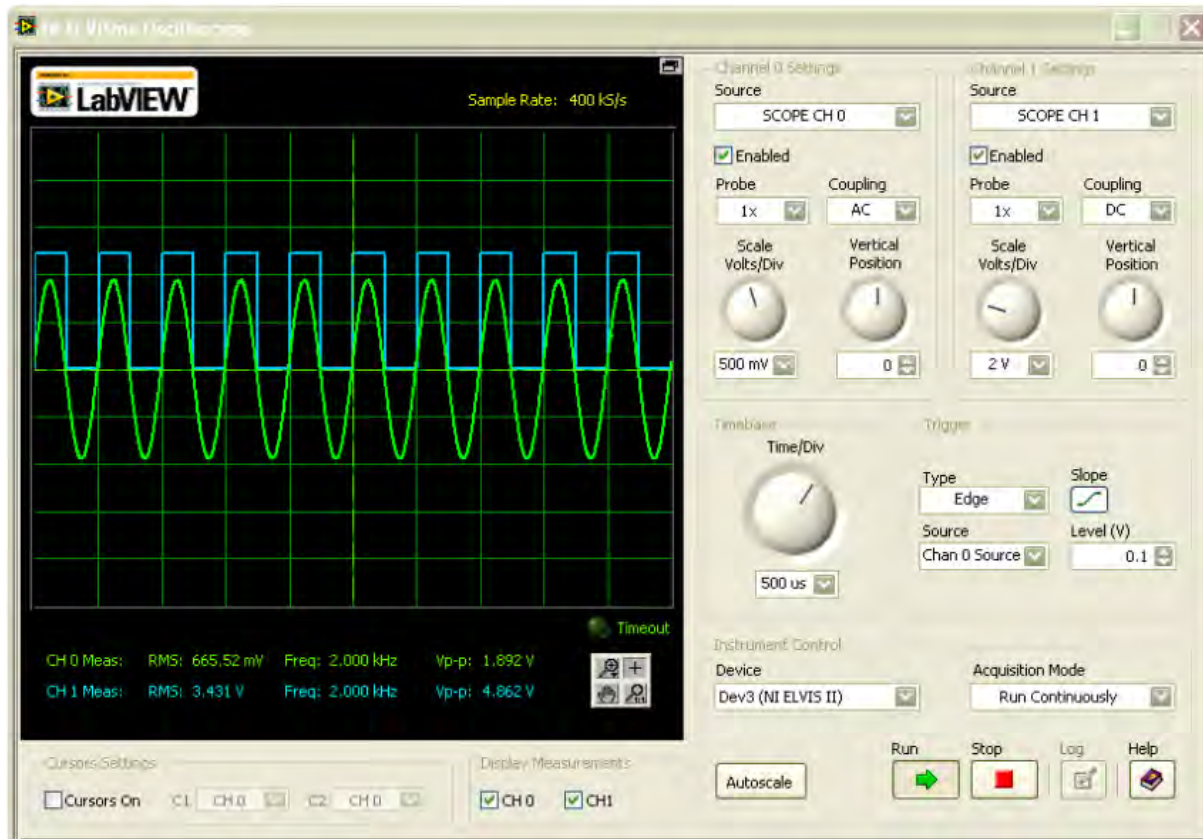 LabVIEW
Sample Rate: 400 kS/s
Channel 0 Settings
Channel 1 Settings
Source
Source
SCOPE CH 0
SCOPE CH 1
Enabled
Enabled
Probe
Coupling
Probe
Coupling
1x
AC
1x
DC
Scale
Volts/Div
Vertical
Position
Scale
Volts/Div
Vertical
Position
500 mV
0
2 V
0
Timebase
Trigger
Time/Div
Type
Slope
Edge
Source
Level (V)
Chan 0 Source
0.1
500 us
Timeout
CH 0 Meas: RMS: 665.52 mV Freq: 2.000 kHz Vp-p: 1.892 V
CH 1 Meas: RMS: 3.431 V Freq: 2.000 kHz Vp-p: 4.862 V
Instrument Control
Device
Acquisition Mode
Dev3 (NI ELVIS II)
Run Continuously
Cursors Settings
Display Measurements
Cursors On C1 CH 0 C2 CH 0
CH 0 CH1
Autoscale
Run
Stop
Log
Help